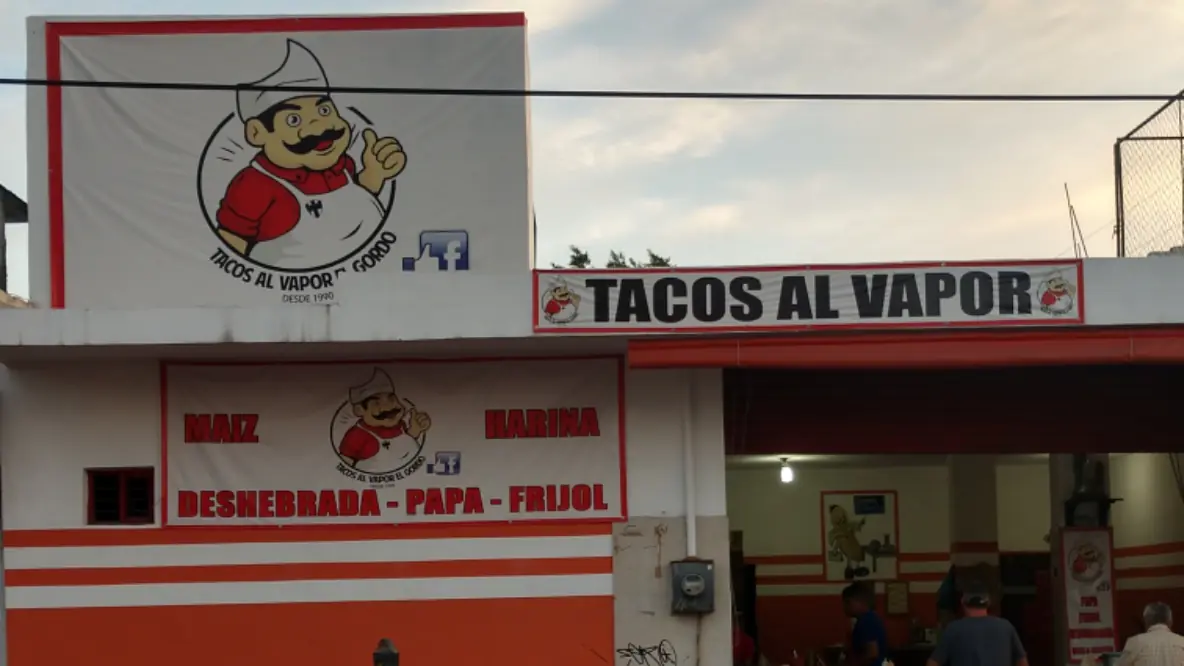 TACOS AL VAPOR EL GORDO
DESDE 1990
f
TACOS AL VAPOR
MAIZ HARINA
TACOS AL VAPOR EL GORDO
f
DESHEBRADA - PAPA - FRIJOL
PAPA